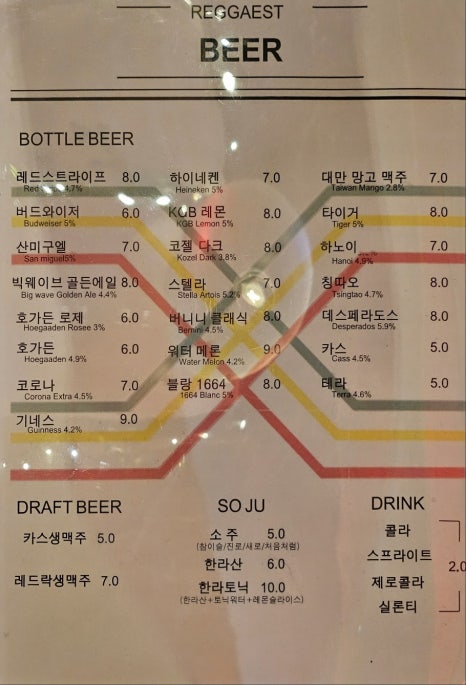 REGGAEST
BEER
BOTTLE BEER
레드스트라이프 8.0
Red 4.7%
버드와이저 6.0
Budweiser 5%
산미구엘 7.0
San miguel5%
빅웨이브 골든에일 8.0
Big wave Golden Ale 4.4%
호가든 로제 6.0
Hoegaarden Rosee 3%
호가든 6.0
Hoegaarden 4.9%
코로나 7.0
Corona Extra 4.5%
기네스 9.0
Guinness 4.2%
하이네켄 7.0
Heineken 5%
KGB 레몬 8.0
KGB Lemon 5%
코젤 다크 8.0
Kozel Dark 3.8%
스텔라 8.0
Stella Artois 5.2%
버니니 클래식 8.0
Bernini 4.5%
워터 메론 9.0
Water Melon 4.2%
블랑 1664 8.0
1664 Blanc 5%
대만 망고 맥주 7.0
Taiwan Mango 2.8%
타이거 8.0
Tiger 5%
하노이 7.0
Hanoi 4.9%
칭따오 8.0
Tsingtao 4.7%
데스페라도스 8.0
Desperados 5.9%
카스 5.0
Cass 4.5%
테라 5.0
Terra 4.6%
DRAFT BEER
카스생맥주 5.0
레드락생맥주 7.0
SO JU
소 주 5.0
(참이슬/진로/새로/처음처럼)
한라산 6.0
한라토닉 10.0
(한라산+토닉워터+레몬슬라이스)
DRINK
콜라
스프라이트
제로콜라
실론티
2.0